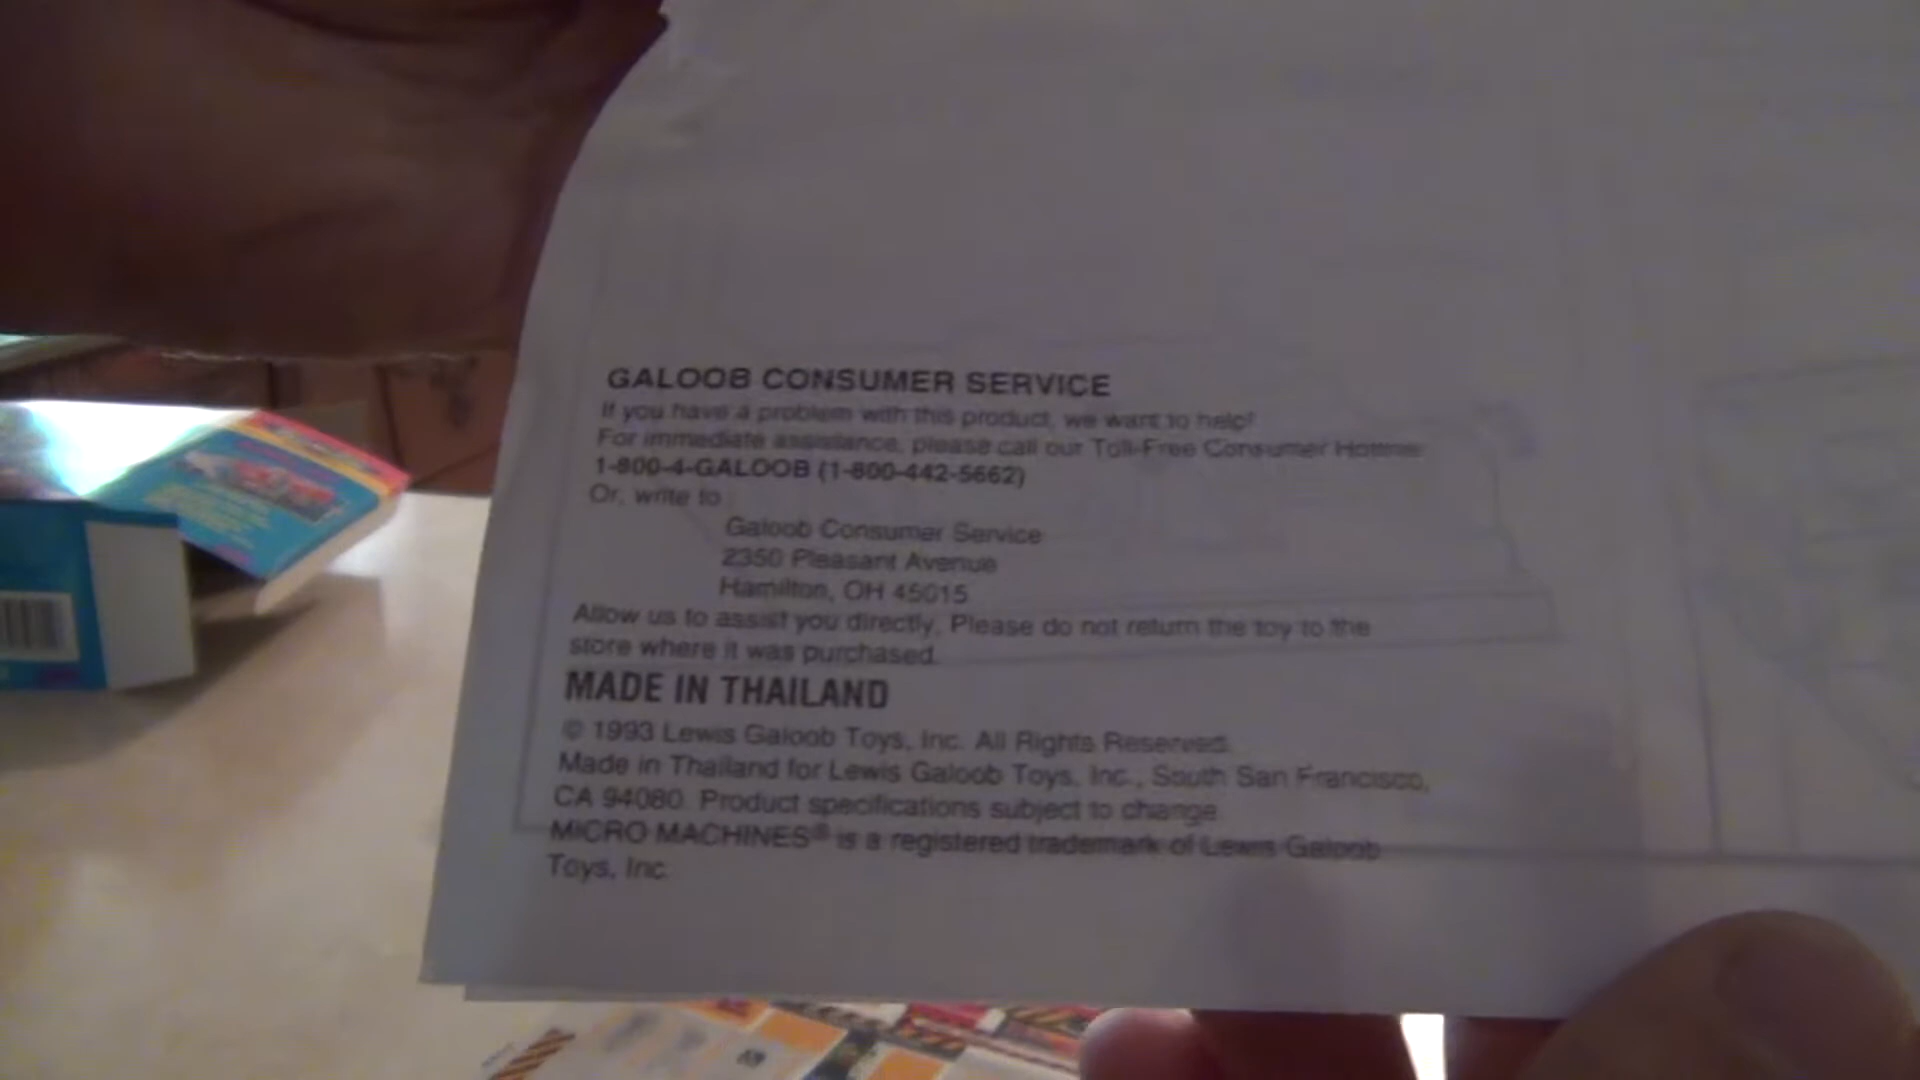 GALOOB CONSUMER SERVICE
If you have a problem with this product, we want to help!
For immediate assistance, please call our Toll-Free Consumer Hotline
1-800-4-GALOOB (1-800-442-5662)
Or, write to
Galoob Consumer Service
2350 Pleasant Avenue
Hamilton, OH 45015
Allow us to assist you directly. Please do not return the toy to the
store where it was purchased.
MADE IN THAILAND
© 1993 Lewis Galoob Toys, Inc. All Rights Reserved.
Made in Thailand for Lewis Galoob Toys, Inc., South San Francisco,
CA 94080. Product specifications subject to change
MICRO MACHINES® is a registered trademark of Lewis Galoob
Toys, Inc.